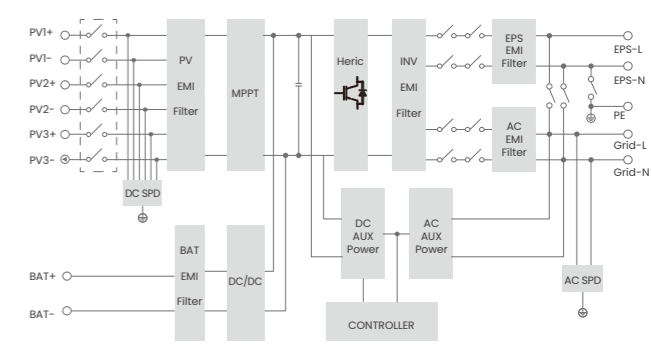 PV1+
PV1-
PV2+
PV2-
PV3+
PV3-
PV
EMI
Filter
MPPT
Heric
INV
EMI
Filter
EPS
EMI
Filter
AC
EMI
Filter
EPS-L
EPS-N
PE
Grid-L
Grid-N
DC SPD
DC
AUX
Power
AC
AUX
Power
BAT+
BAT-
BAT
EMI
Filter
DC/DC
AC SPD
CONTROLLER